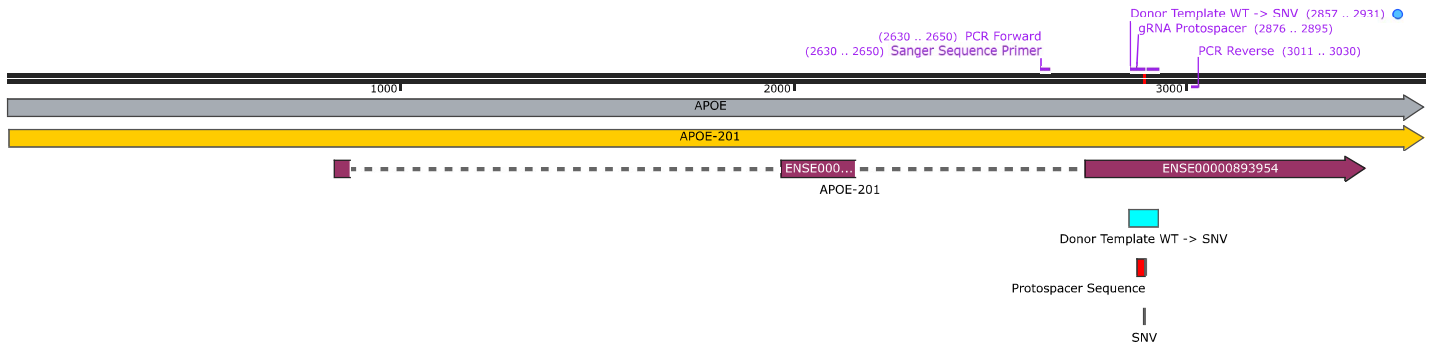 Donor Template WT -> SNV (2857 .. 2931)
gRNA Protospacer (2876 .. 2895)
(2630 .. 2650) PCR Forward
(2630 .. 2650) Sanger Sequence Primer
PCR Reverse (3011 .. 3030)
1000
2000
3000
APOE
APOE-201
ENSE000...
ENSE00000893954
APOE-201
Donor Template WT -> SNV
Protospacer Sequence
SNV